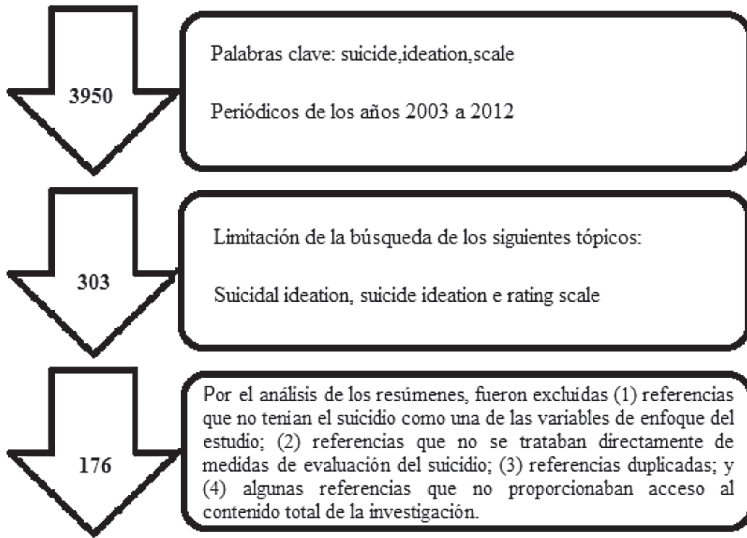 3950
Palabras clave: suicide,ideation,scale
Periódicos de los años 2003 a 2012
303
Limitación de la búsqueda de los siguientes tópicos:
Suicidal ideation, suicide ideation e rating scale
176
Por el análisis de los resúmenes, fueron excluidas (1) referencias
que no tenian el suicidio como una de las variables de enfoque del
estudio; (2) referencias que no se trataban directamente de
medidas de evaluación del suicidio; (3) referencias duplicadas; y
(4) algunas referencias que no proporcionaban acceso al
contenido total de la investigación.